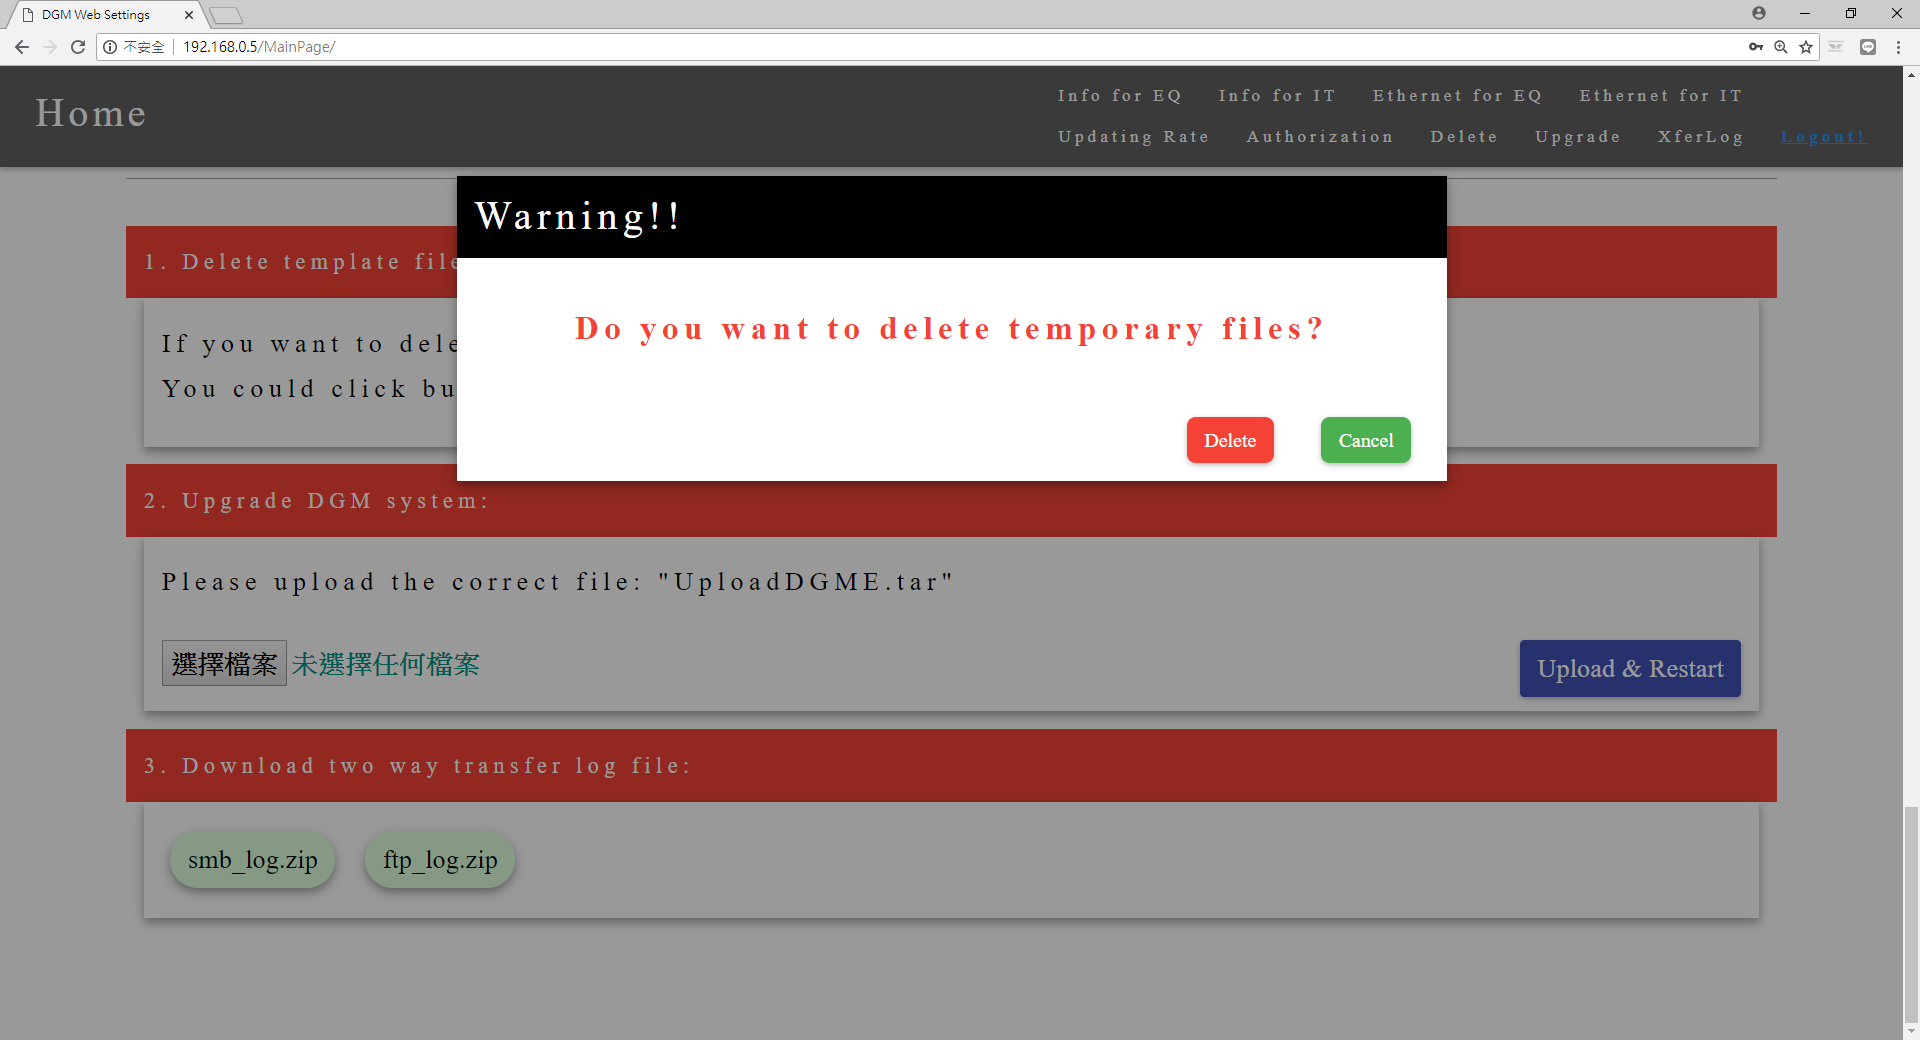 DGM Web Settings
不安全 192.168.0.5/MainPage/
Home
Info for EQ Info for IT Ethernet for EQ Ethernet for IT
Updating Rate Authorization Delete Upgrade XferLog Logout!
Warning!!
Do you want to delete temporary files?
Delete Cancel
1. Delete template file
If you want to dele
You could click bu
2. Upgrade DGM system:
Please upload the correct file: "UploadDGME.tar"
選擇檔案 未選擇任何檔案
Upload & Restart
3. Download two way transfer log file:
smb_log.zip ftp_log.zip